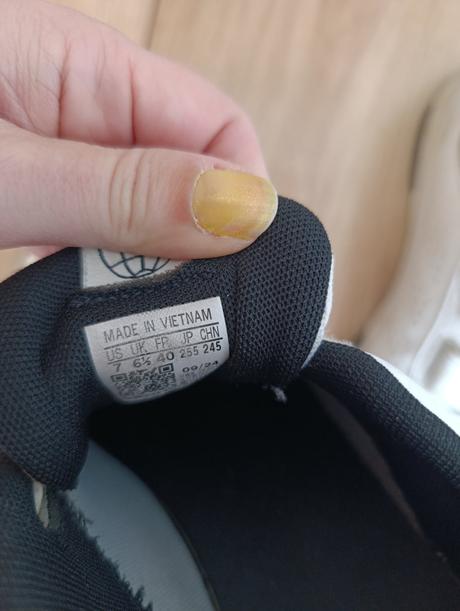 MADE IN VIETNAM
US UK FR JP CHN
7 6½ 40 255 245
09/24